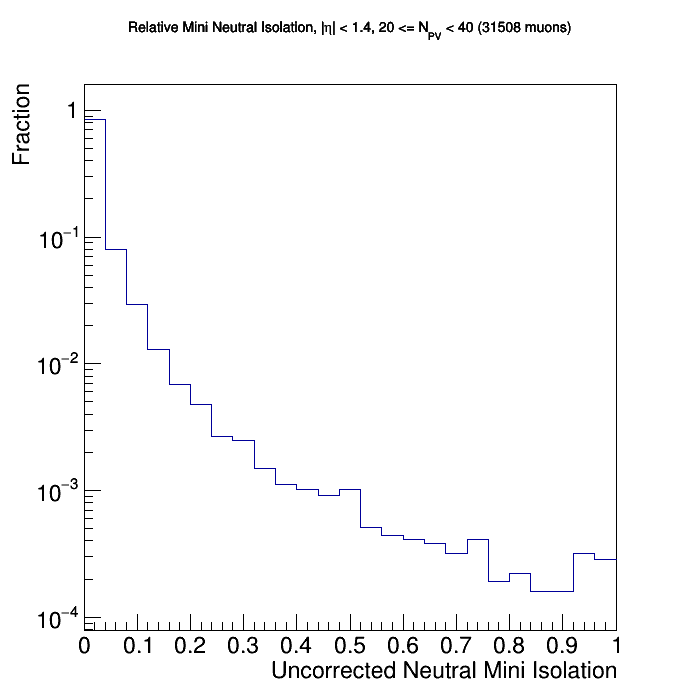 Relative Mini Neutral Isolation, |η| < 1.4, 20 <= N_PV < 40 (31508 muons)
Fraction
1
10⁻¹
10⁻²
10⁻³
10⁻⁴
0 0.1 0.2 0.3 0.4 0.5 0.6 0.7 0.8 0.9 1
Uncorrected Neutral Mini Isolation